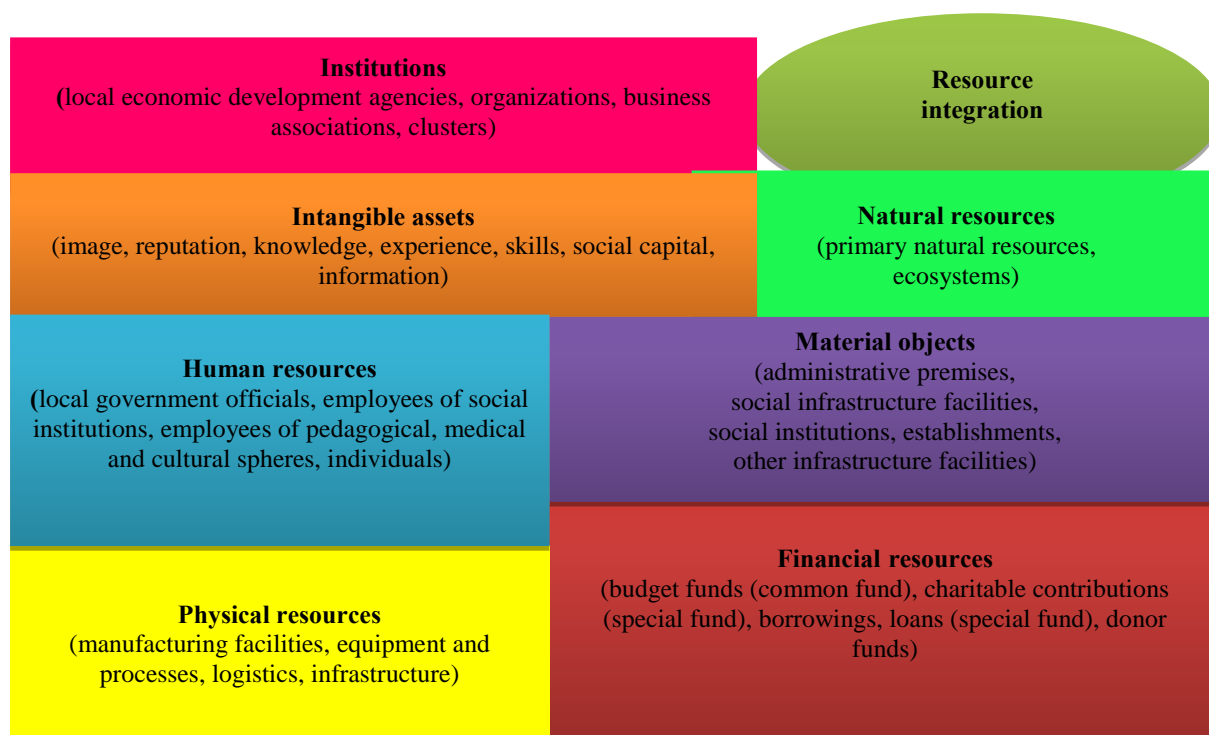 Institutions
(local economic development agencies, organizations, business
associations, clusters)
Resource
integration
Intangible assets
(image, reputation, knowledge, experience, skills, social capital,
information)
Natural resources
(primary natural resources,
ecosystems)
Human resources
(local government officials, employees of social
institutions, employees of pedagogical, medical
and cultural spheres, individuals)
Material objects
(administrative premises,
social infrastructure facilities,
social institutions, establishments,
other infrastructure facilities)
Physical resources
(manufacturing facilities, equipment and
processes, logistics, infrastructure)
Financial resources
(budget funds (common fund), charitable contributions
(special fund), borrowings, loans (special fund), donor
funds)